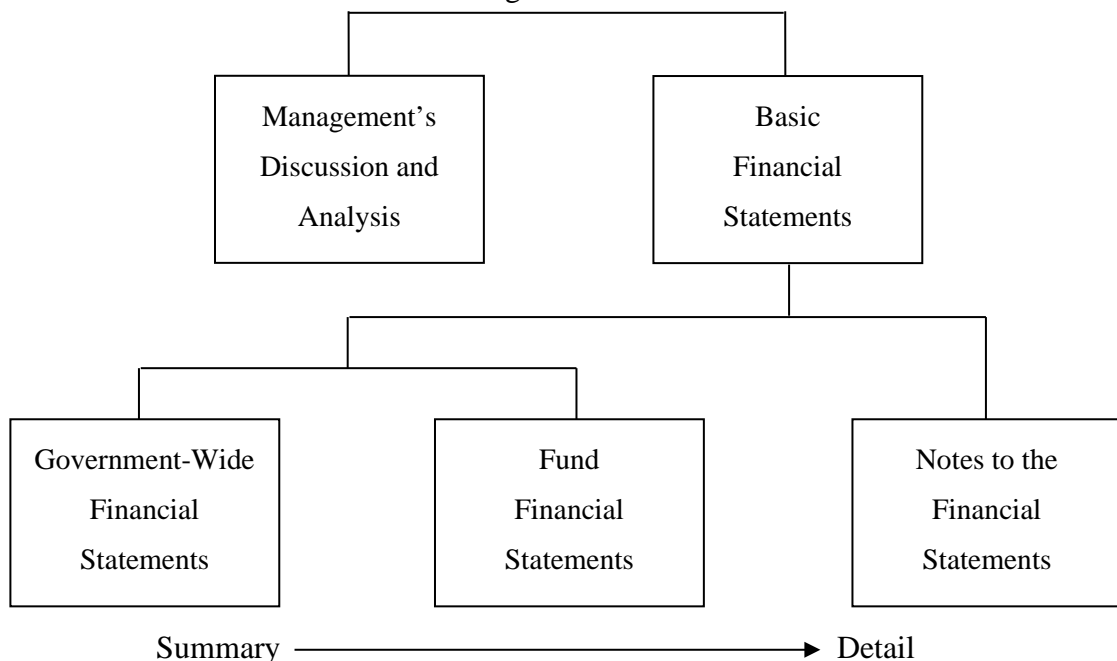 Management's
Discussion and
Analysis
Basic
Financial
Statements
Government-Wide
Financial
Statements
Fund
Financial
Statements
Notes to the
Financial
Statements
Summary
Detail